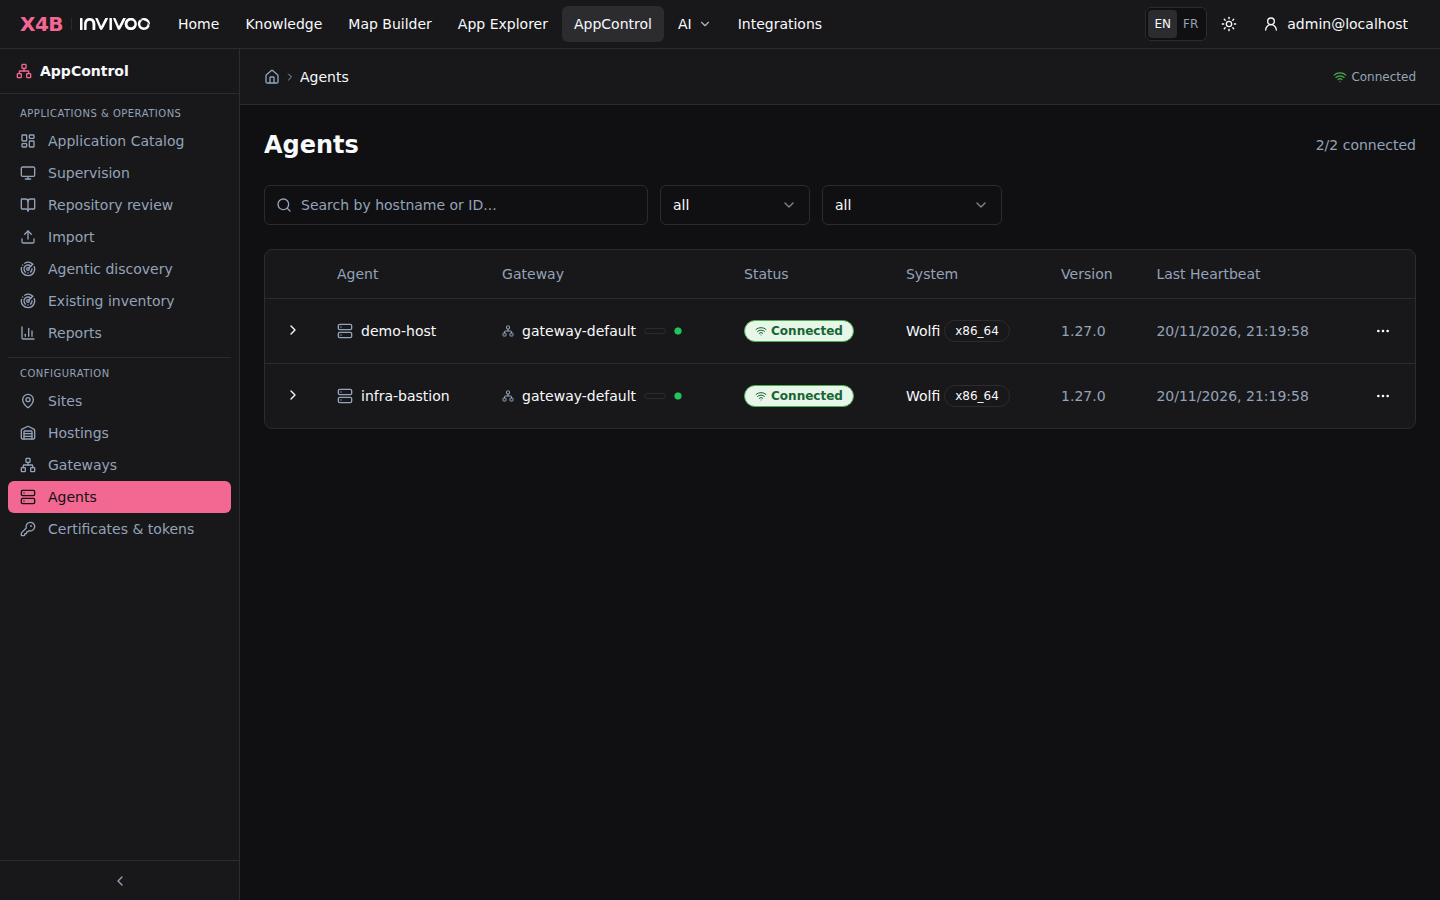 X4B INVIVOO Home Knowledge Map Builder App Explorer AppControl AI Integrations EN FR admin@localhost
AppControl
Agents
Connected
APPLICATIONS & OPERATIONS
Application Catalog
Supervision
Repository review
Import
Agentic discovery
Existing inventory
Reports
CONFIGURATION
Sites
Hostings
Gateways
Agents
Certificates & tokens
Agents
2/2 connected
Search by hostname or ID...
all
all
Agent Gateway Status System Version Last Heartbeat
demo-host gateway-default Connected Wolfi x86_64 1.27.0 20/11/2026, 21:19:58
infra-bastion gateway-default Connected Wolfi x86_64 1.27.0 20/11/2026, 21:19:58